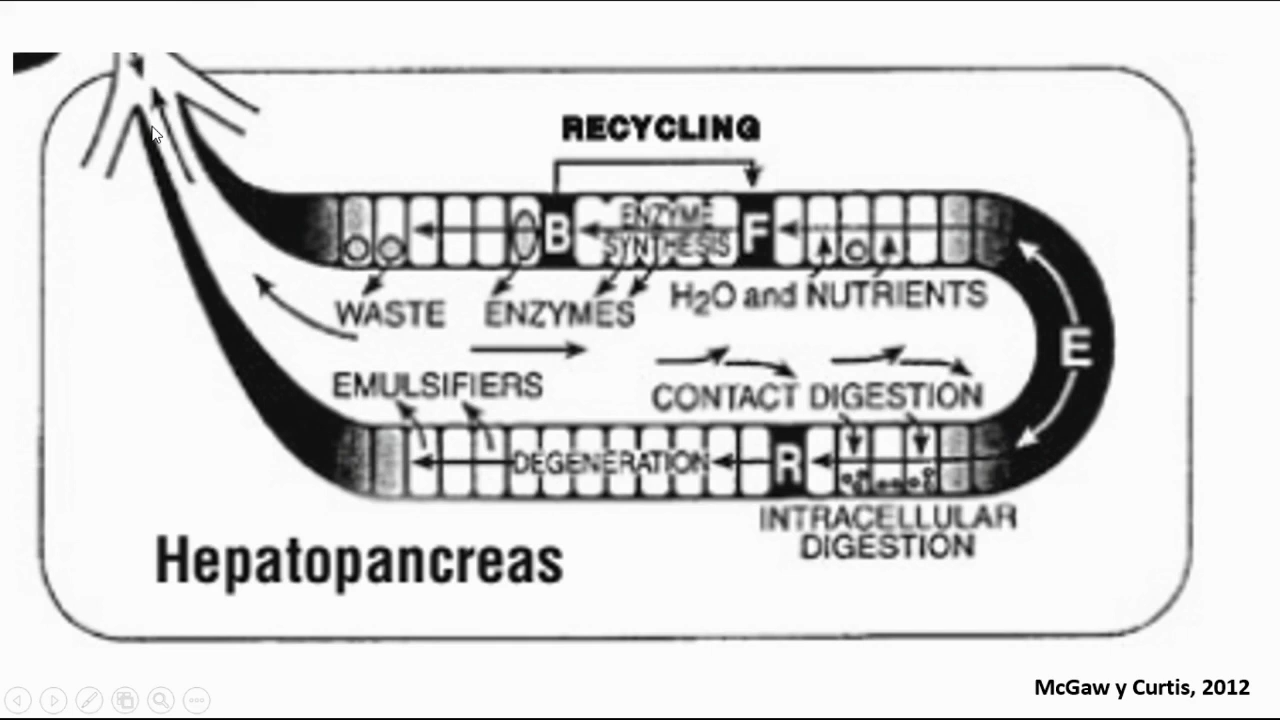 RECYCLING
B
ENZYME
SYNTHESIS
F
WASTE
ENZYMES
H₂O and NUTRIENTS
E
EMULSIFIERS
CONTACT DIGESTION
DEGENERATION
R
INTRACELLULAR
DIGESTION
Hepatopancreas
McGaw y Curtis, 2012